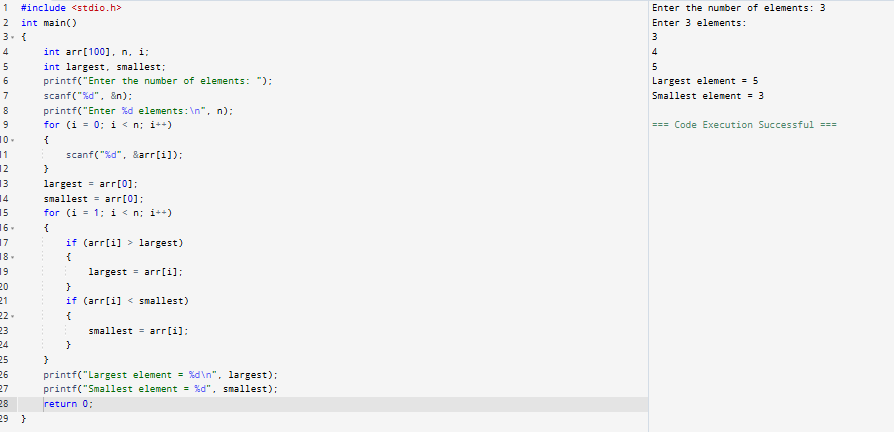 1 #include <stdio.h>
2 int main()
3 {
4 int arr[100], n, i;
5 int largest, smallest;
6 printf("Enter the number of elements: ");
7 scanf("%d", &n);
8 printf("Enter %d elements:\n", n);
9 for (i = 0; i < n; i++)
10 {
11 scanf("%d", &arr[i]);
12 }
13 largest = arr[0];
14 smallest = arr[0];
15 for (i = 1; i < n; i++)
16 {
17 if (arr[i] > largest)
18 {
19 largest = arr[i];
20 }
21 if (arr[i] < smallest)
22 {
23 smallest = arr[i];
24 }
25 }
26 printf("Largest element = %d\n", largest);
27 printf("Smallest element = %d", smallest);
28 return 0;
29 }
Enter the number of elements: 3
Enter 3 elements:
3
4
5
Largest element = 5
Smallest element = 3
=== Code Execution Successful ===